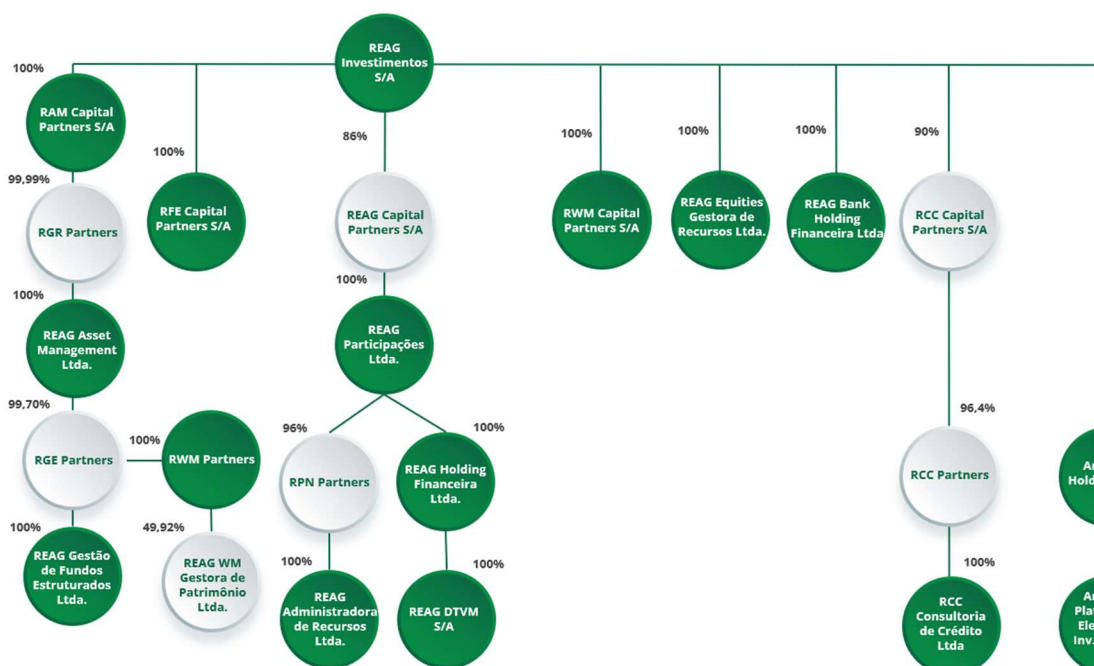 REAG
Investimentos
S/A
100%
RAM Capital
Partners S/A
99,99%
RGR Partners
100%
REAG Asset
Management
Ltda.
99,70%
RGE Partners
100%
REAG Gestão
de Fundos
Estruturados
Ltda.
100%
RWM Partners
49,92%
REAG WM
Gestora de
Patrimônio
Ltda.
100%
RFE Capital
Partners S/A
86%
REAG Capital
Partners S/A
100%
REAG
Participações
Ltda.
96%
RPN Partners
100%
REAG
Administradora
de Recursos
Ltda.
100%
REAG Holding
Financeira
Ltda.
100%
REAG DTVM
S/A
100%
RWM Capital
Partners S/A
100%
REAG Equities
Gestora de
Recursos Ltda.
100%
REAG Bank
Holding
Financeira Ltda
90%
RCC Capital
Partners S/A
96,4%
RCC Partners
100%
RCC
Consultoria
de Crédito
Ltda